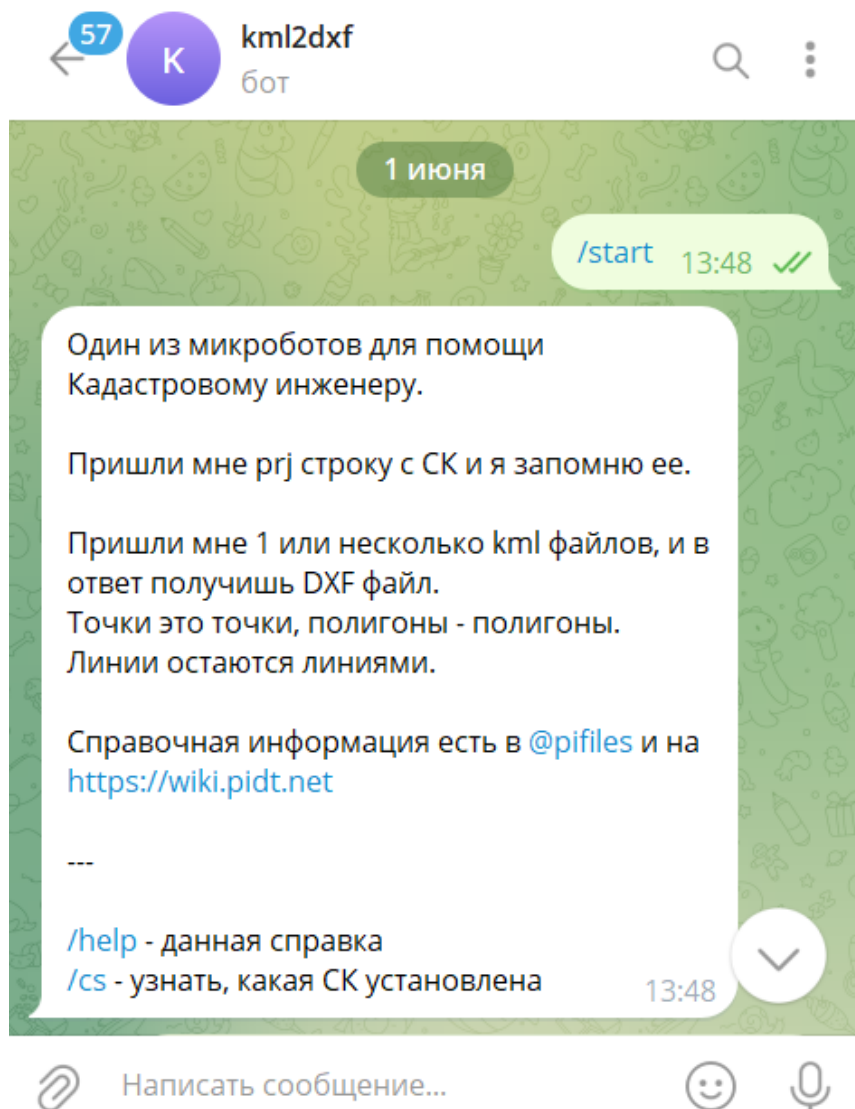 57
K
kml2dxf
бот
1 июня
/start 13:48
Один из микроботов для помощи
Кадастровому инженеру.
Пришли мне prj строку с СК и я запомню ее.
Пришли мне 1 или несколько kml файлов, и в
ответ получишь DXF файл.
Точки это точки, полигоны - полигоны.
Линии остаются линиями.
Справочная информация есть в @pifiles и на
https://wiki.pidt.net
---
/help - данная справка
/cs - узнать, какая СК установлена
13:48
Написать сообщение...